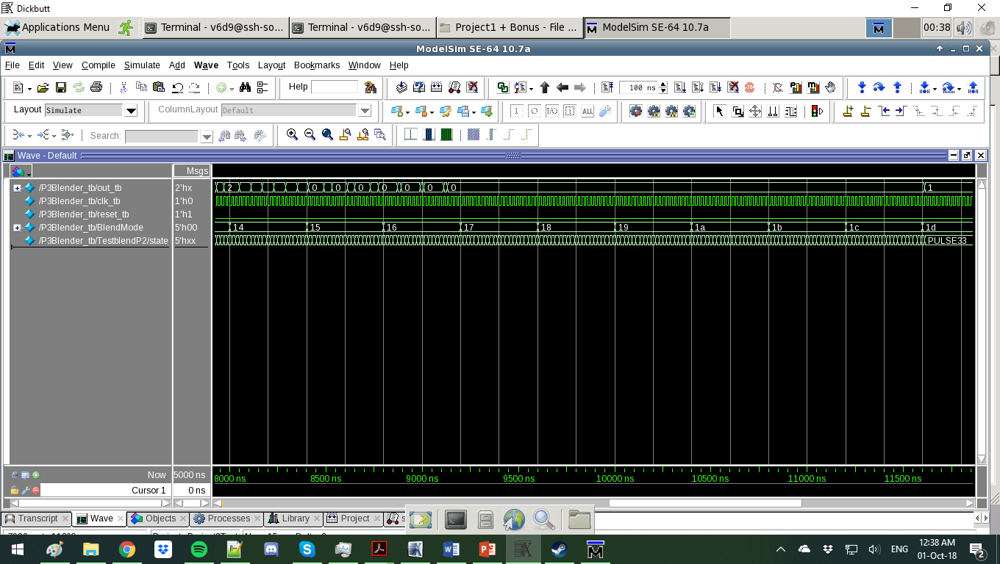 Dickbutt
Applications Menu
Terminal - v6d9@ssh-so...
Terminal - v6d9@ssh-so...
Project1 + Bonus - File ...
ModelSim SE-64 10.7a
00:38
ModelSim SE-64 10.7a
File Edit View Compile Simulate Add Wave Tools Layout Bookmarks Window Help
Help
100 ns
Layout Simulate
ColumnLayout Default
ALL
Search:
Wave - Default
Msgs
/P3Blender_tb/out_tb 2'hx 2 0 0 0 0 0 0 0 1
/P3Blender_tb/clk_tb 1'h0
/P3Blender_tb/reset_tb 1'h1
/P3Blender_tb/BlendMode 5'h00 14 15 16 17 18 19 1a 1b 1c 1d
/P3Blender_tb/TestblendP2/state 5'hxx PULSE33
Now 5000 ns 8000 ns 8500 ns 9000 ns 9500 ns 10000 ns 10500 ns 11000 ns 11500 ns
Cursor 1 0 ns
Transcript Wave Objects Processes Library Project
ENG
12:38 AM
01-Oct-18
2